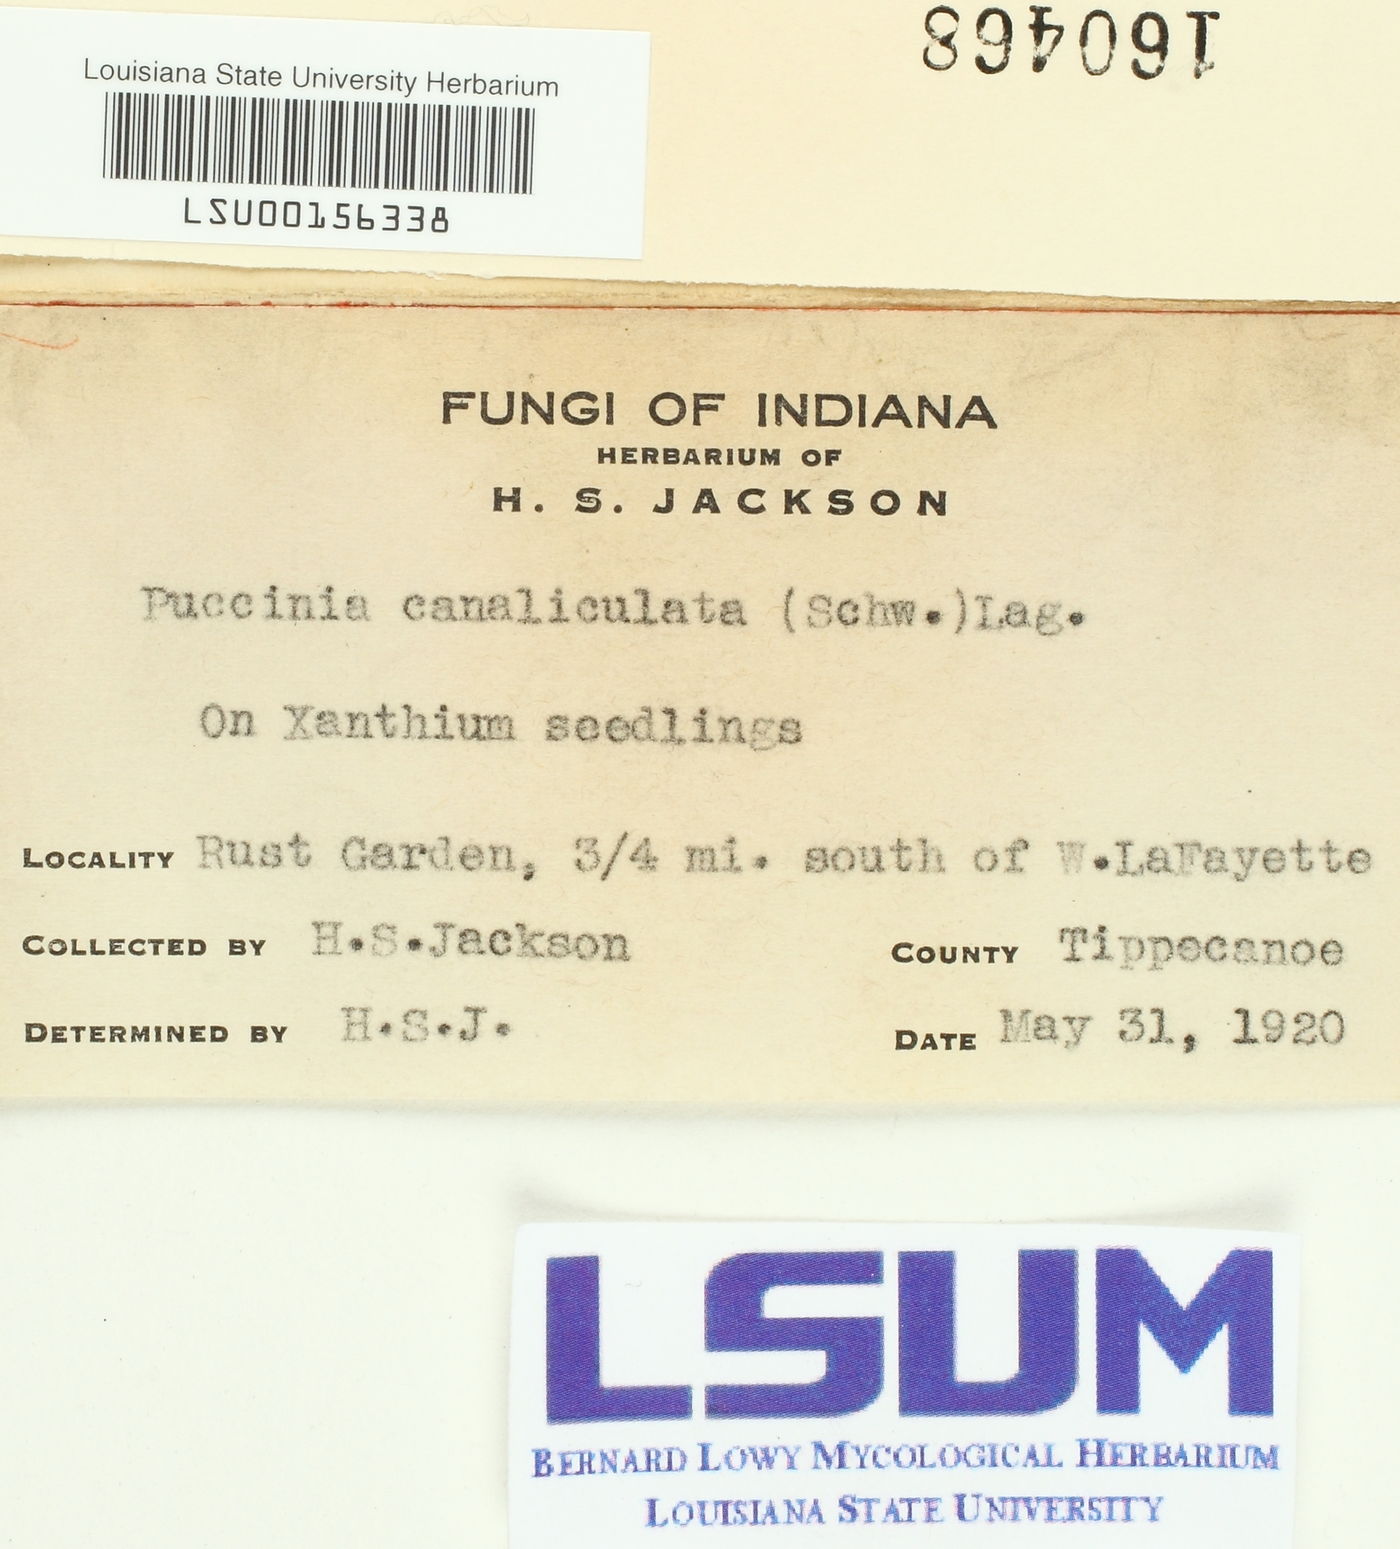 160468
Louisiana State University Herbarium
LSU00156338
FUNGI OF INDIANA
HERBARIUM OF
H. S. JACKSON
Puccinia canaliculata (Schw.)Lag.
On Xanthium seedlings
LOCALITY Rust Garden, 3/4 mi. south of W.LaFayette
COLLECTED BY H.S.Jackson COUNTY Tippecanoe
DETERMINED BY H.S.J. DATE May 31, 1920
LSUM
BERNARD LOWY MYCOLOGICAL HERBARIUM
LOUISIANA STATE UNIVERSITY